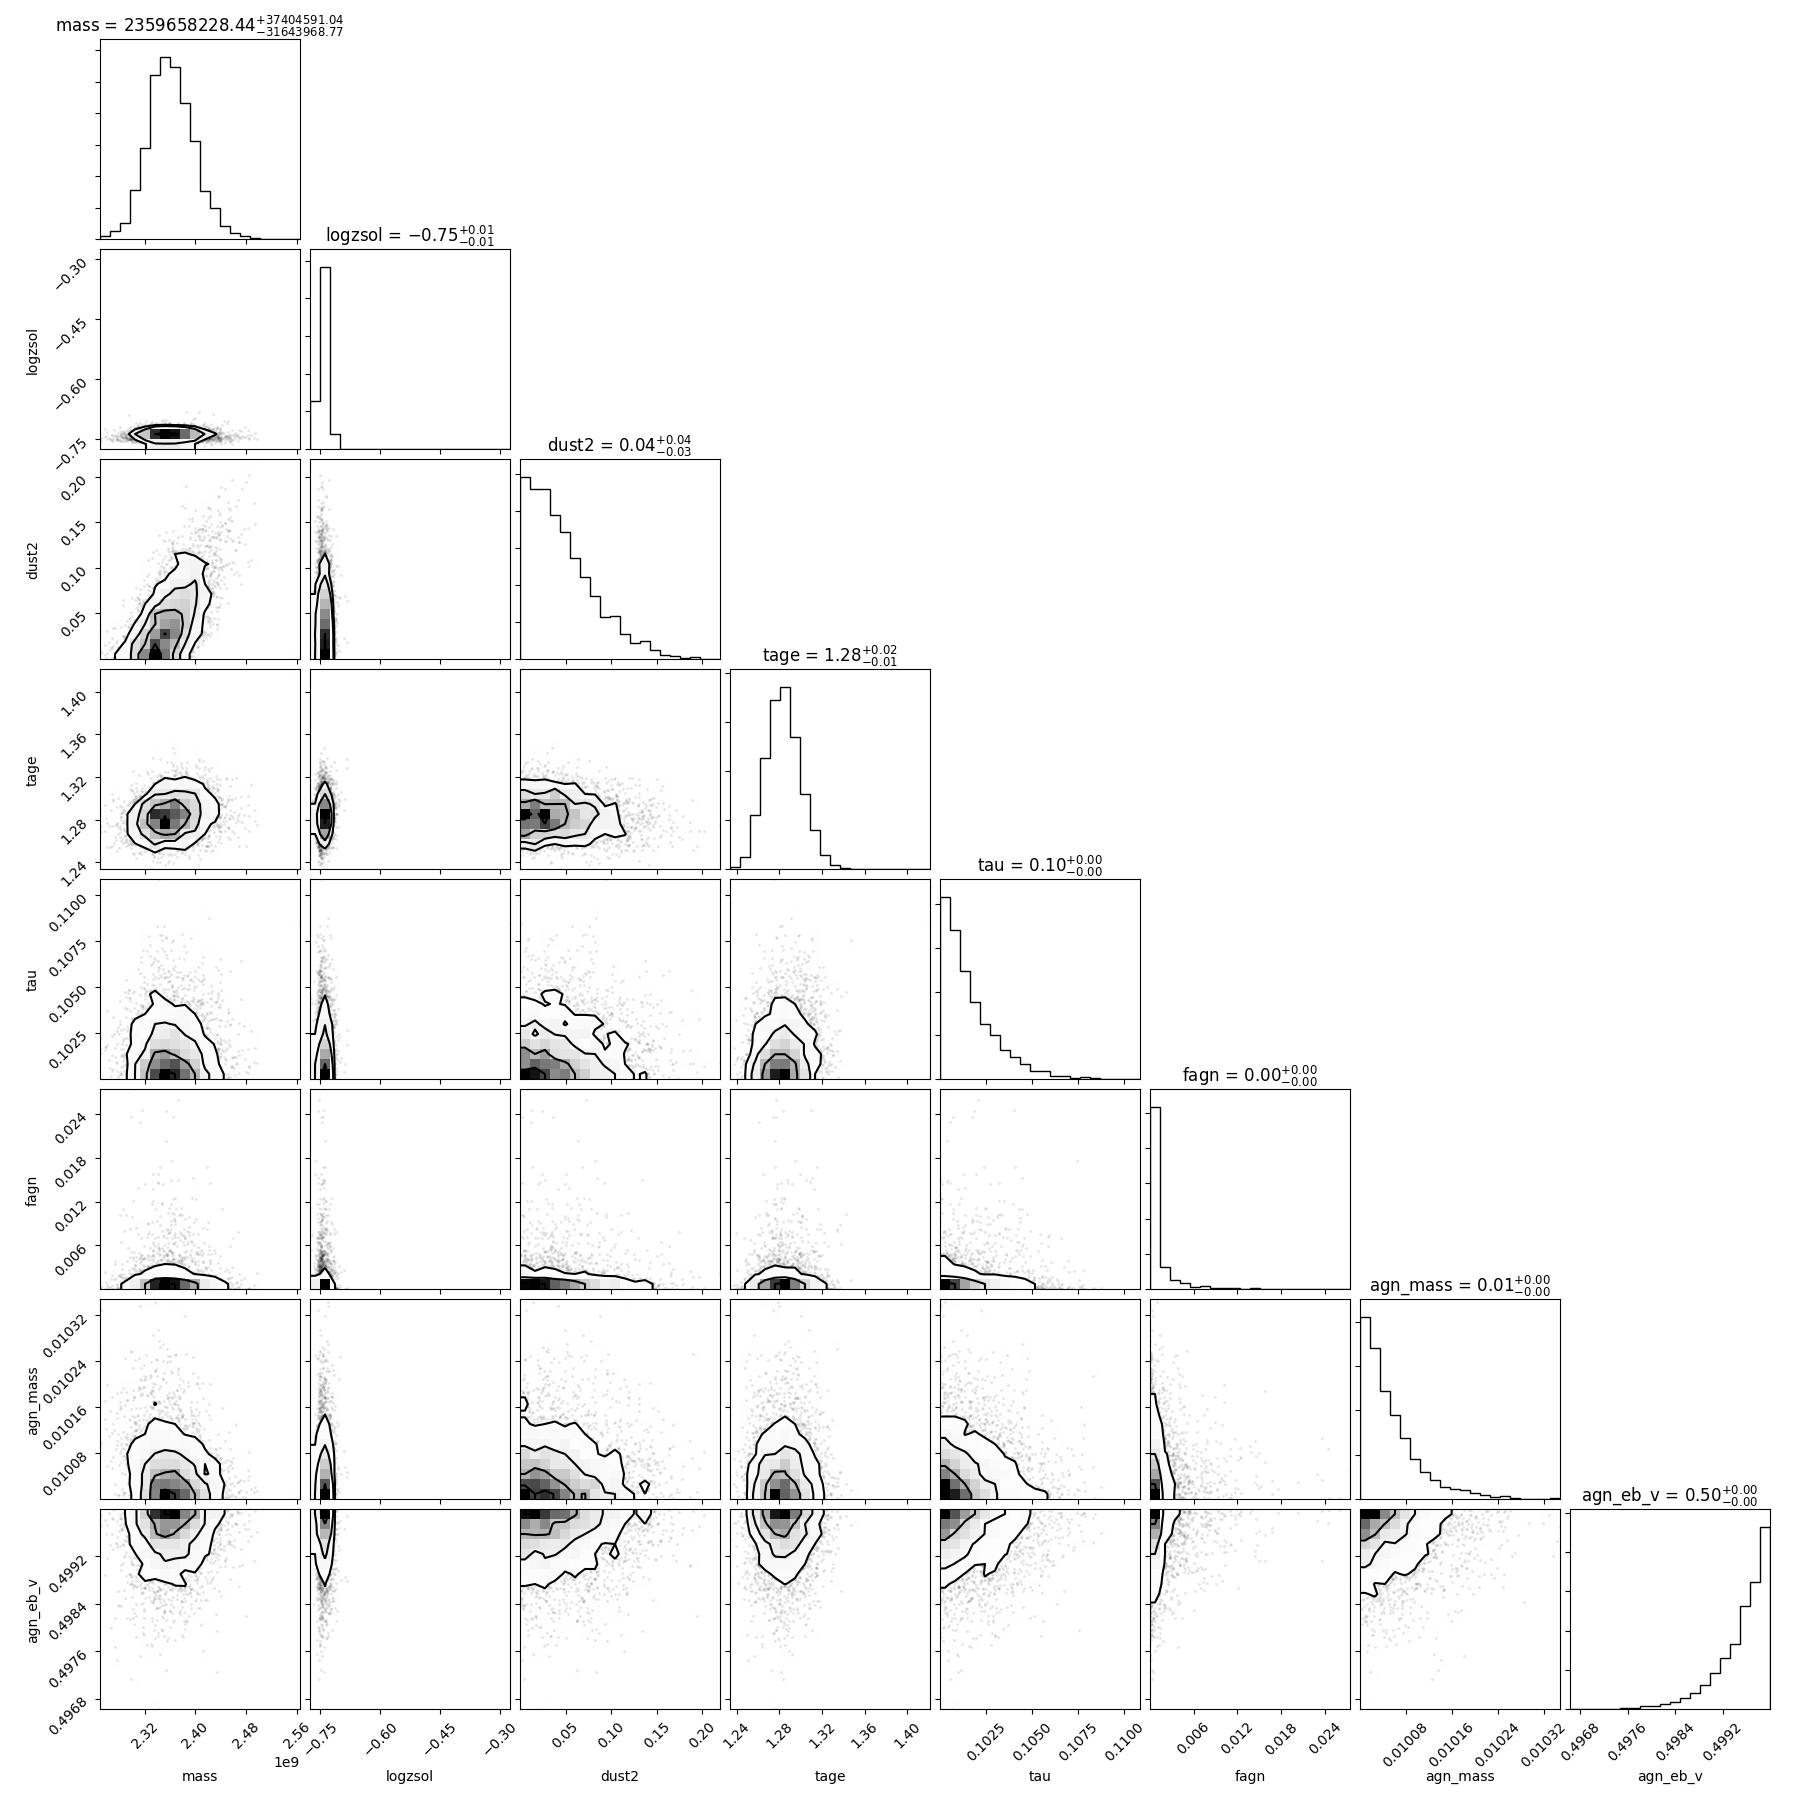 mass = 2359658228.44 +37404591.04 −31643968.77
logzsol = −0.75 +0.01 −0.01
−0.30
−0.45
−0.60
−0.75
logzsol
dust2 = 0.04 +0.04 −0.03
0.20
0.15
0.10
0.05
dust2
tage = 1.28 +0.02 −0.01
1.40
1.36
1.32
1.28
1.24
tage
tau = 0.10 +0.00 −0.00
0.1100
0.1075
0.1050
0.1025
tau
fagn = 0.00 +0.00 −0.00
0.024
0.018
0.012
0.006
fagn
agn_mass = 0.01 +0.00 −0.00
0.01032
0.01024
0.01016
0.01008
agn_mass
agn_eb_v = 0.50 +0.00 −0.00
0.4992
0.4984
0.4976
0.4968
agn_eb_v
2.32 2.40 2.48 2.56 −0.75 −0.60 −0.45 −0.30 0.05 0.10 0.15 0.20 1.24 1.28 1.32 1.36 1.40 0.1025 0.1050 0.1075 0.1100 0.006 0.012 0.018 0.024 0.01008 0.01016 0.01024 0.01032 0.4968 0.4976 0.4984 0.4992
1e9
mass logzsol dust2 tage tau fagn agn_mass agn_eb_v